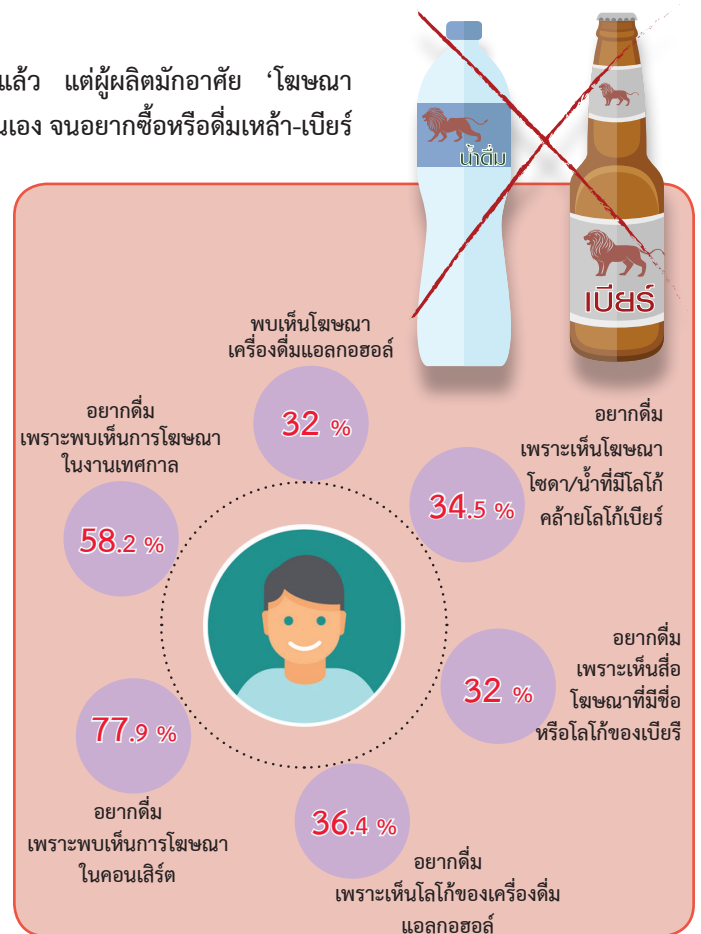 แล้ว แต่ผู้ผลิตมักอาศัย ‘โฆษณา
นเอง จนอยากซื้อหรือดื่มเหล้า-เบียร์
น้ำดื่ม
เบียร์
พบเห็นโฆษณา
เครื่องดื่มแอลกอฮอล์
32 %
อยากดื่ม
เพราะพบเห็นการโฆษณา
ในงานเทศกาล
58.2 %
อยากดื่ม
เพราะเห็นโฆษณา
โซดา/น้ำที่มีโลโก้
คล้ายโลโก้เบียร์
34.5 %
อยากดื่ม
เพราะเห็นสื่อ
โฆษณาที่มีชื่อ
หรือโลโก้ของเบียรี
32 %
77.9 %
อยากดื่ม
เพราะพบเห็นการโฆษณา
ในคอนเสิร์ต
36.4 %
อยากดื่ม
เพราะเห็นโลโก้ของเครื่องดื่ม
แอลกอฮอล์